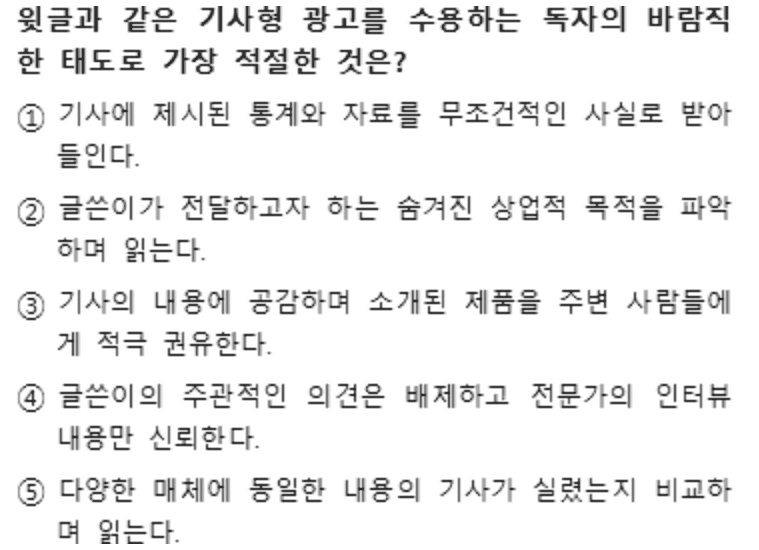 윗글과 같은 기사형 광고를 수용하는 독자의 바람직
한 태도로 가장 적절한 것은?
① 기사에 제시된 통계와 자료를 무조건적인 사실로 받아
들인다.
② 글쓴이가 전달하고자 하는 숨겨진 상업적 목적을 파악
하며 읽는다.
③ 기사의 내용에 공감하며 소개된 제품을 주변 사람들에
게 적극 권유한다.
④ 글쓴이의 주관적인 의견은 배제하고 전문가의 인터뷰
내용만 신뢰한다.
⑤ 다양한 매체에 동일한 내용의 기사가 실렸는지 비교하
며 읽는다.